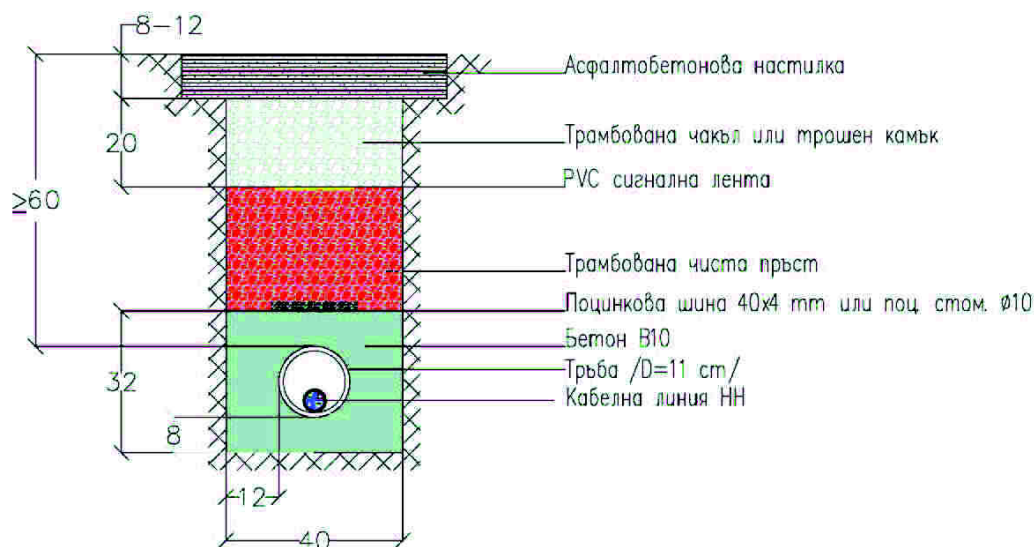 8-12
Асфалтобетонова настилка
20
Трамбована чакъл или трошен камък
PVC сигнална лента
≥60
Трамбована чиста пръст
Поцинкова шина 40x4 mm или поц. стом. ø10
Бетон B10
32
Тръба /D=11 cm/
Кабелна линия НН
8
12
40